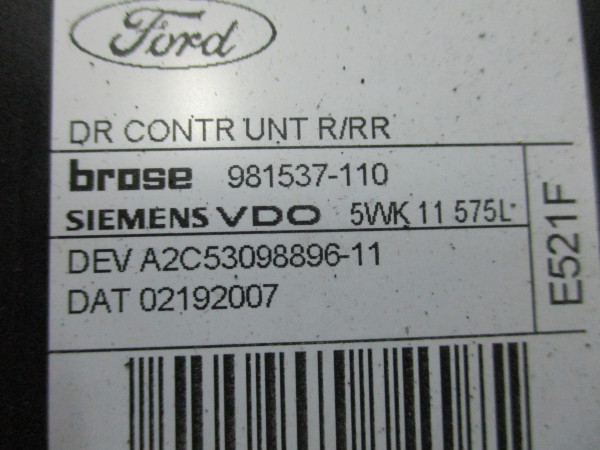 Ford
DR CONTR UNT R/RR
brose 981537-110
SIEMENS VDO 5WK 11 575L
DEV A2C53098896-11
DAT 02192007
E521F